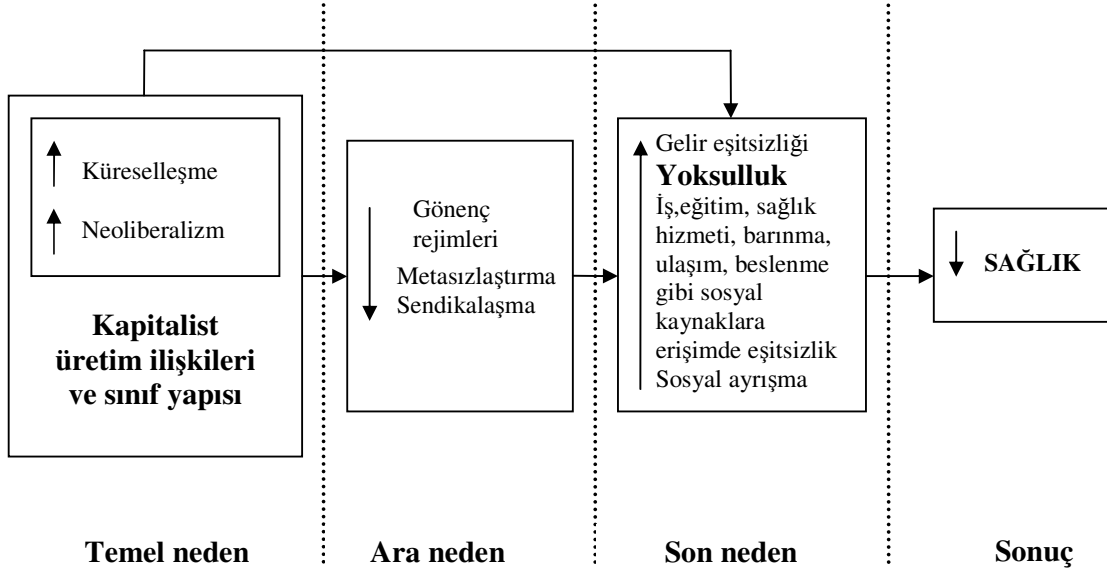 Küreselleşme
Neoliberalizm
Kapitalist
üretim ilişkileri
ve sınıf yapısı
Gönenç
rejimleri
Metasızlaştırma
Sendikalaşma
Gelir eşitsizliği
Yoksulluk
İş,eğitim, sağlık
hizmeti, barınma,
ulaşım, beslenme
gibi sosyal
kaynaklara
erişimde eşitsizlik
Sosyal ayrışma
SAĞLIK
Temel neden
Ara neden
Son neden
Sonuç